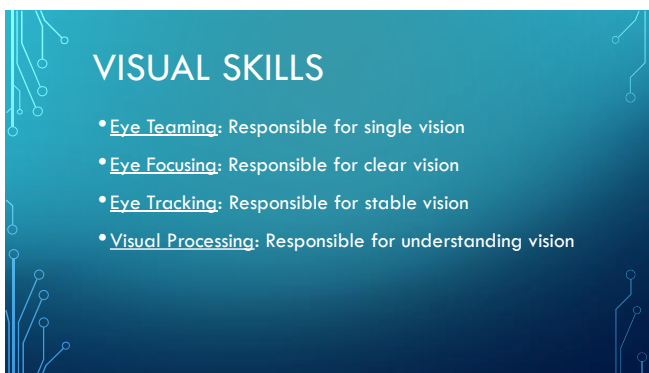 VISUAL SKILLS
• Eye Teaming: Responsible for single vision
• Eye Focusing: Responsible for clear vision
• Eye Tracking: Responsible for stable vision
• Visual Processing: Responsible for understanding vision